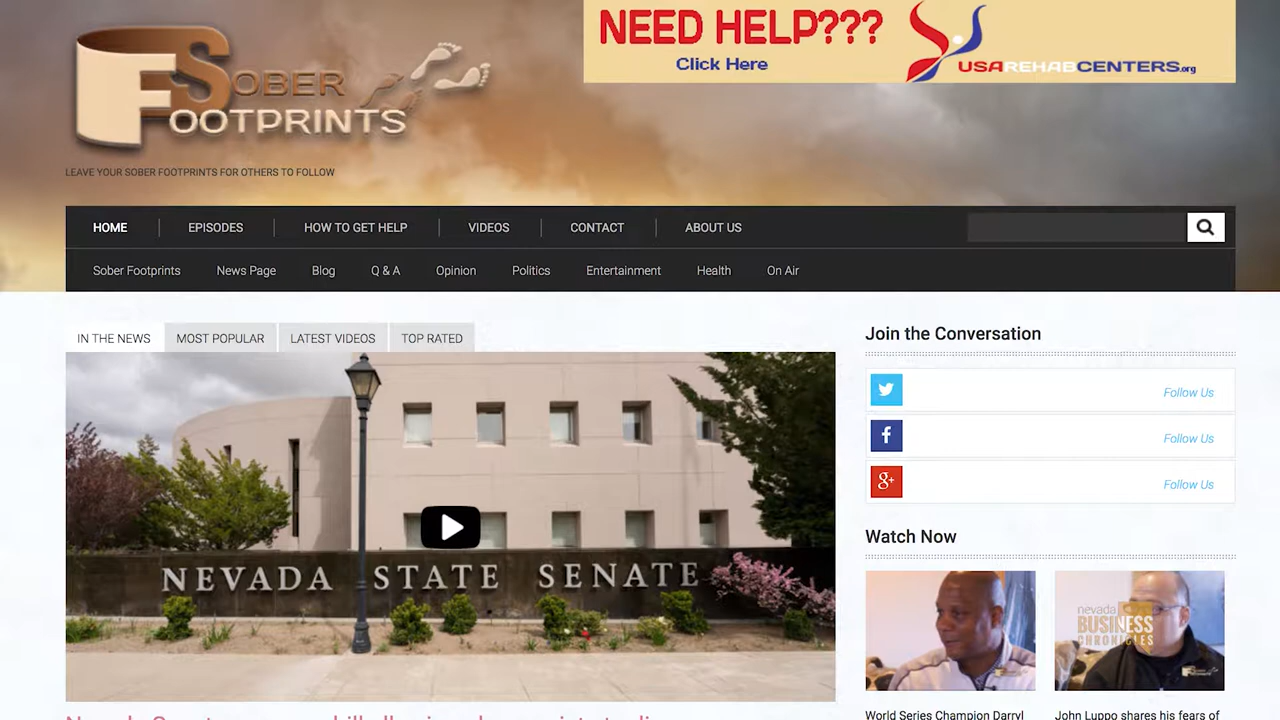 NEED HELP???
Click Here
USAREHABCENTERS.org
SOBER
FOOTPRINTS
LEAVE YOUR SOBER FOOTPRINTS FOR OTHERS TO FOLLOW
HOME EPISODES HOW TO GET HELP VIDEOS CONTACT ABOUT US
Sober Footprints News Page Blog Q & A Opinion Politics Entertainment Health On Air
IN THE NEWS MOST POPULAR LATEST VIDEOS TOP RATED
NEVADA STATE SENATE
Join the Conversation
Follow Us
Follow Us
Follow Us
Watch Now
nevada
BUSINESS
CHRONICLES
World Series Champion Darryl
John Luppo shares his fears of